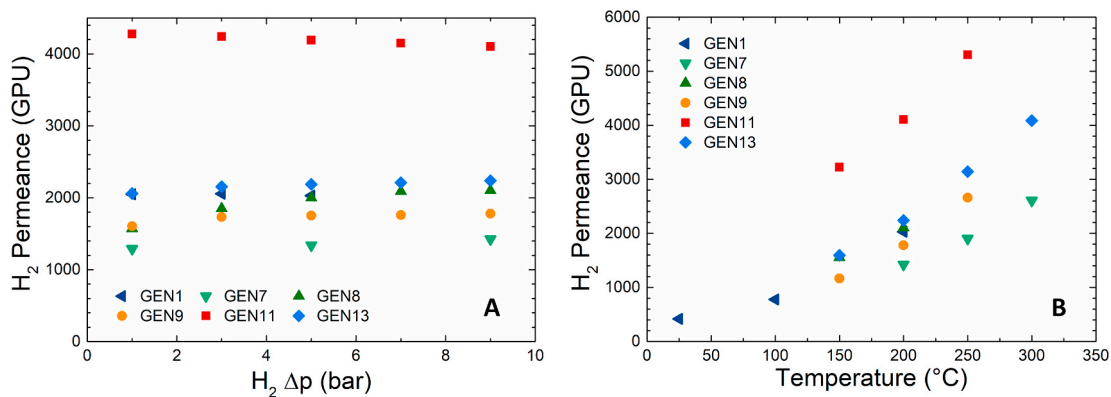 H2 Permeance (GPU)
4000
3000
2000
1000
0
GEN1 GEN7 GEN8
GEN9 GEN11 GEN13
A
0 2 4 6 8 10
H2 Δp (bar)
H2 Permeance (GPU)
6000
5000
4000
3000
2000
1000
0
GEN1
GEN7
GEN8
GEN9
GEN11
GEN13
B
0 50 100 150 200 250 300 350
Temperature (°C)